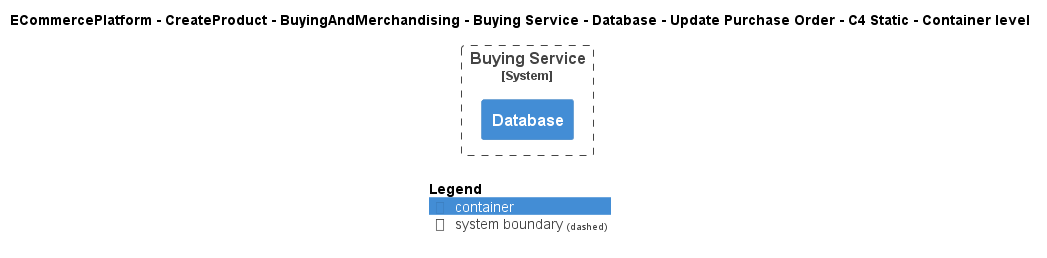 ECommercePlatform - CreateProduct - BuyingAndMerchandising - Buying Service - Database - Update Purchase Order - C4 Static - Container level
Buying Service
[System]
Database
Legend
container
system boundary (dashed)